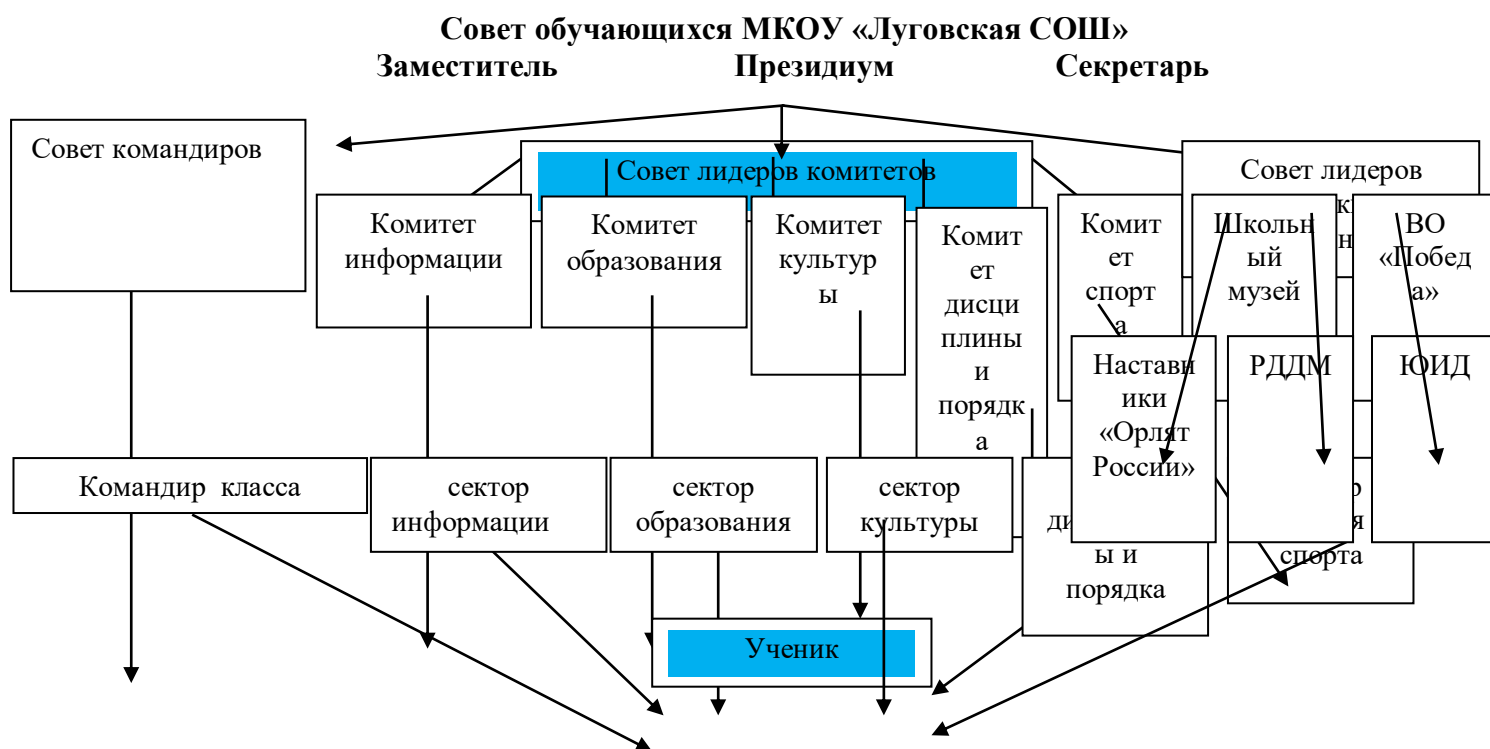 Совет обучающихся МКОУ «Луговская СОШ»
Заместитель Президиум Секретарь
Совет командиров
Совет лидеров комитетов
Совет лидеров
Комитет
информации
Комитет
образования
Комитет
культур
ы
Комит
ет
дисци
плины
и
порядк
а
Комит
ет
спорт
а
Школьн
ый
музей
ВО
«Побед
а»
Наставн
ики
«Орлят
России»
РДДМ
ЮИД
Командир класса
сектор
информации
сектор
образования
сектор
культуры
ы и
порядка
спорта
Ученик